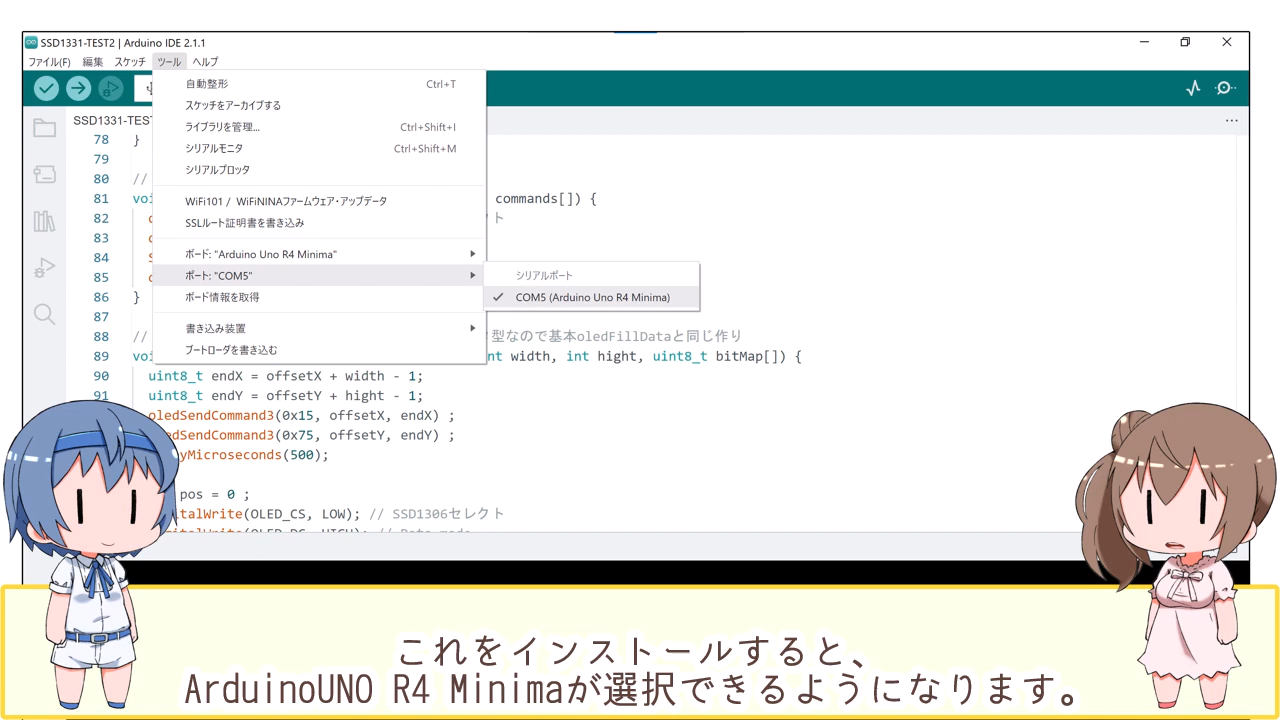 SSD1331-TEST2 | Arduino IDE 2.1.1
ファイル(F) 編集 スケッチ ツール ヘルプ
自動整形 Ctrl+T
スケッチをアーカイブする
ライブラリを管理... Ctrl+Shift+I
シリアルモニタ Ctrl+Shift+M
シリアルプロッタ
WiFi101 / WiFiNINAファームウェア・アップデータ
SSLルート証明書を書き込み
ボード: "Arduino Uno R4 Minima"
ポート: "COM5"
シリアルポート
COM5 (Arduino Uno R4 Minima)
ボード情報を取得
書き込み装置
ブートローダを書き込む
SSD1331-TEST
78 }
79
80 //
81 voi commands[]) {
82 ト
83
84
85
86 }
87
88 // 型なので基本oledFillDataと同じ作り
89 voi nt width, int hight, uint8_t bitMap[]) {
90 uint8_t endX = offsetX + width - 1;
91 uint8_t endY = offsetY + hight - 1;
oledSendCommand3(0x15, offsetX, endX) ;
edSendCommand3(0x75, offsetY, endY) ;
yMicroseconds(500);
pos = 0 ;
italWrite(OLED_CS, LOW); // SSD1306セレクト
これをインストールすると、
ArduinoUNO R4 Minimaが選択できるようになります。